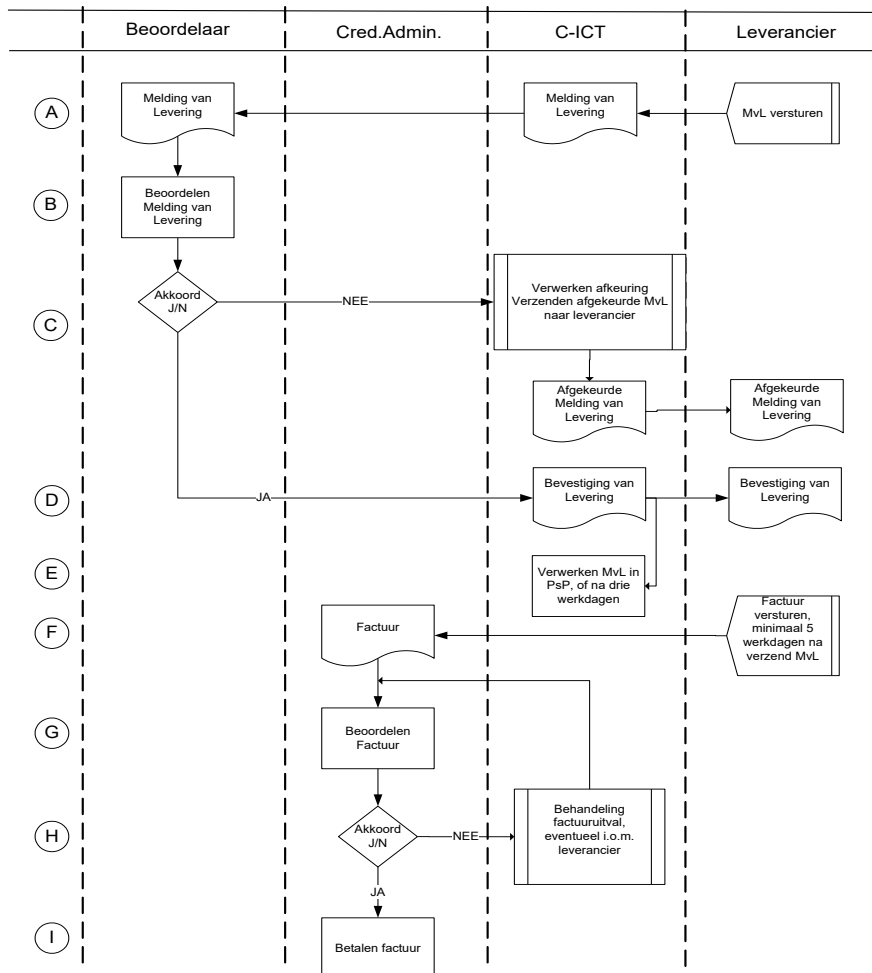 Beoordelaar
Cred.Admin.
C-ICT
Leverancier
A
Melding van
Levering
Melding van
Levering
MvL versturen
B
Beoordelen
Melding van
Levering
C
Akkoord
J/N
NEE
Verwerken afkeuring
Verzenden afgekeurde MvL
naar leverancier
Afgekeurde
Melding van
Levering
Afgekeurde
Melding van
Levering
D
JA
Bevestiging van
Levering
Bevestiging van
Levering
E
Verwerken MvL in
PsP, of na drie
werkdagen
F
Factuur
Factuur
versturen,
minimaal 5
werkdagen na
verzend MvL
G
Beoordelen
Factuur
H
Akkoord
J/N
NEE
Behandeling
factuuruitval,
eventueel i.o.m.
leverancier
JA
I
Betalen factuur